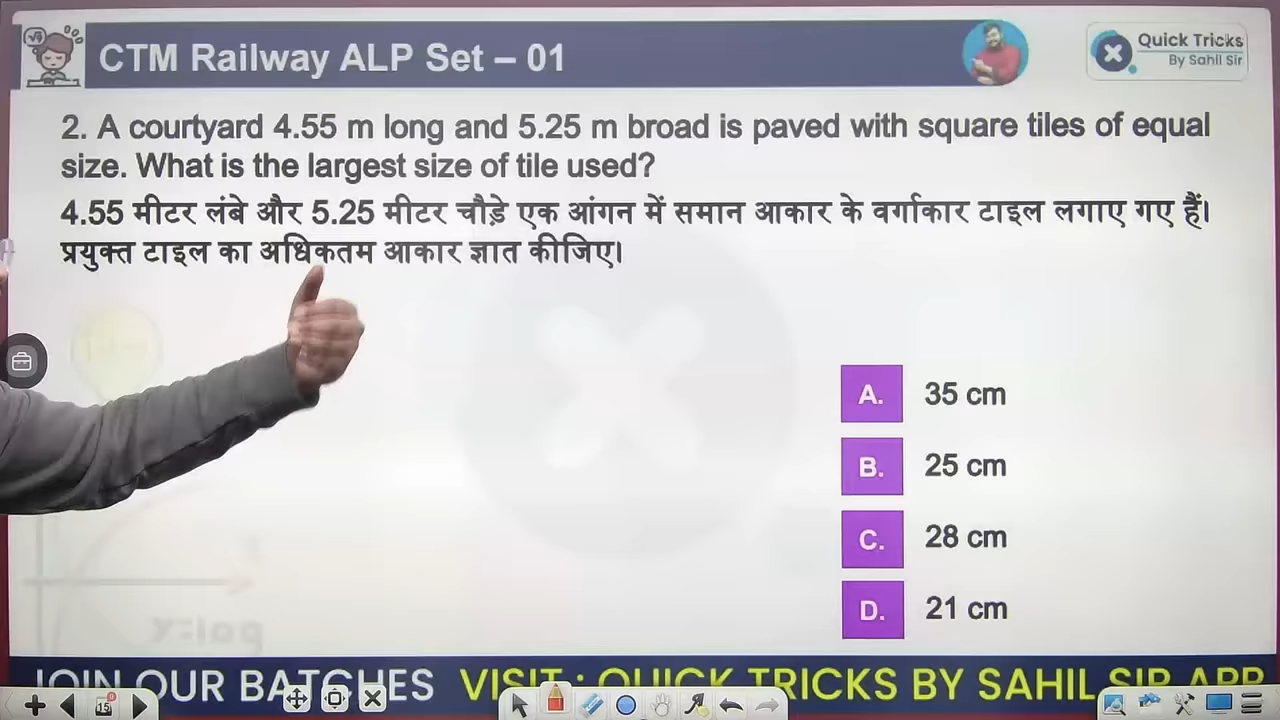 CTM Railway ALP Set – 01
Quick Tricks
By Sahil Sir
2. A courtyard 4.55 m long and 5.25 m broad is paved with square tiles of equal
size. What is the largest size of tile used?
4.55 मीटर लंबे और 5.25 मीटर चौड़े एक आंगन में समान आकार के वर्गाकार टाइल लगाए गए हैं।
प्रयुक्त टाइल का अधिकतम आकार ज्ञात कीजिए।
A. 35 cm
B. 25 cm
C. 28 cm
D. 21 cm
JOIN OUR BATCHES VISIT : QUICK TRICKS BY SAHIL SIR APP
15